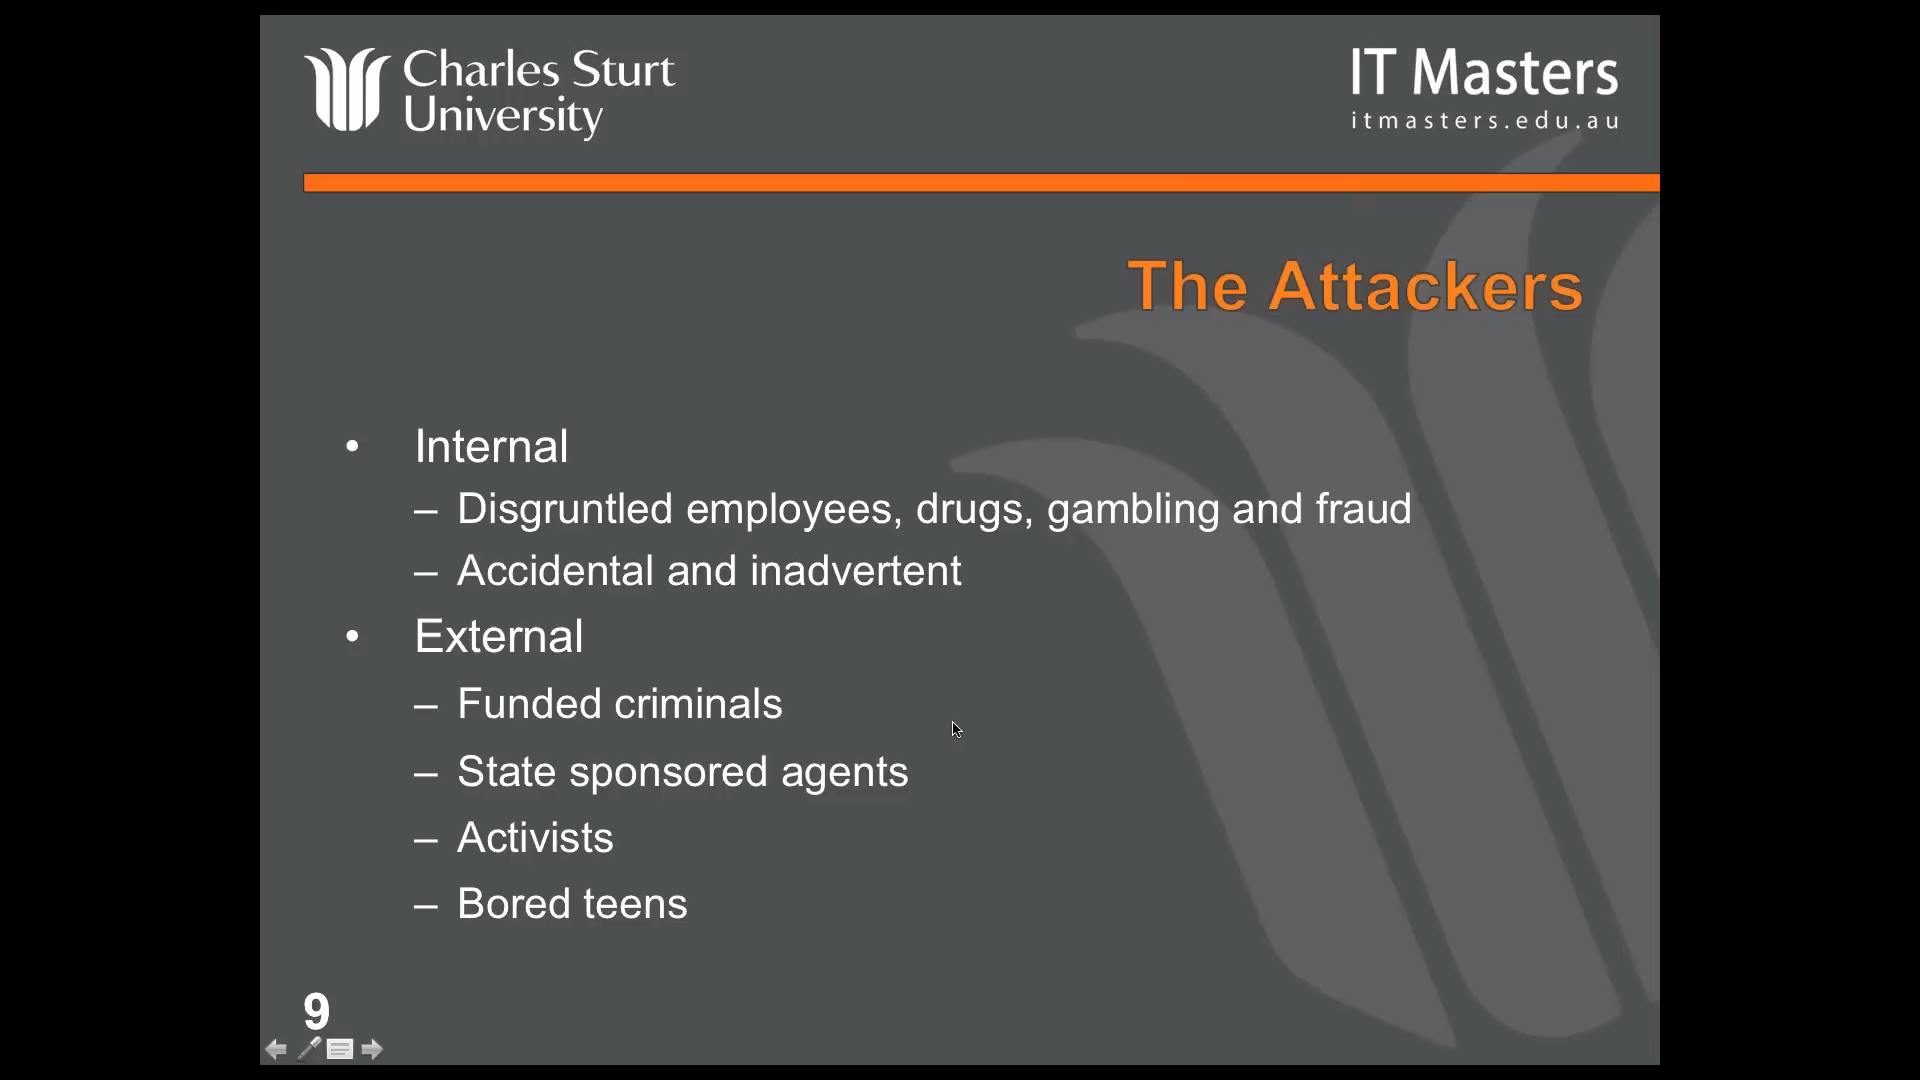 Charles Sturt
University
IT Masters
itmasters.edu.au
The Attackers
• Internal
– Disgruntled employees, drugs, gambling and fraud
– Accidental and inadvertent
• External
– Funded criminals
– State sponsored agents
– Activists
– Bored teens
9